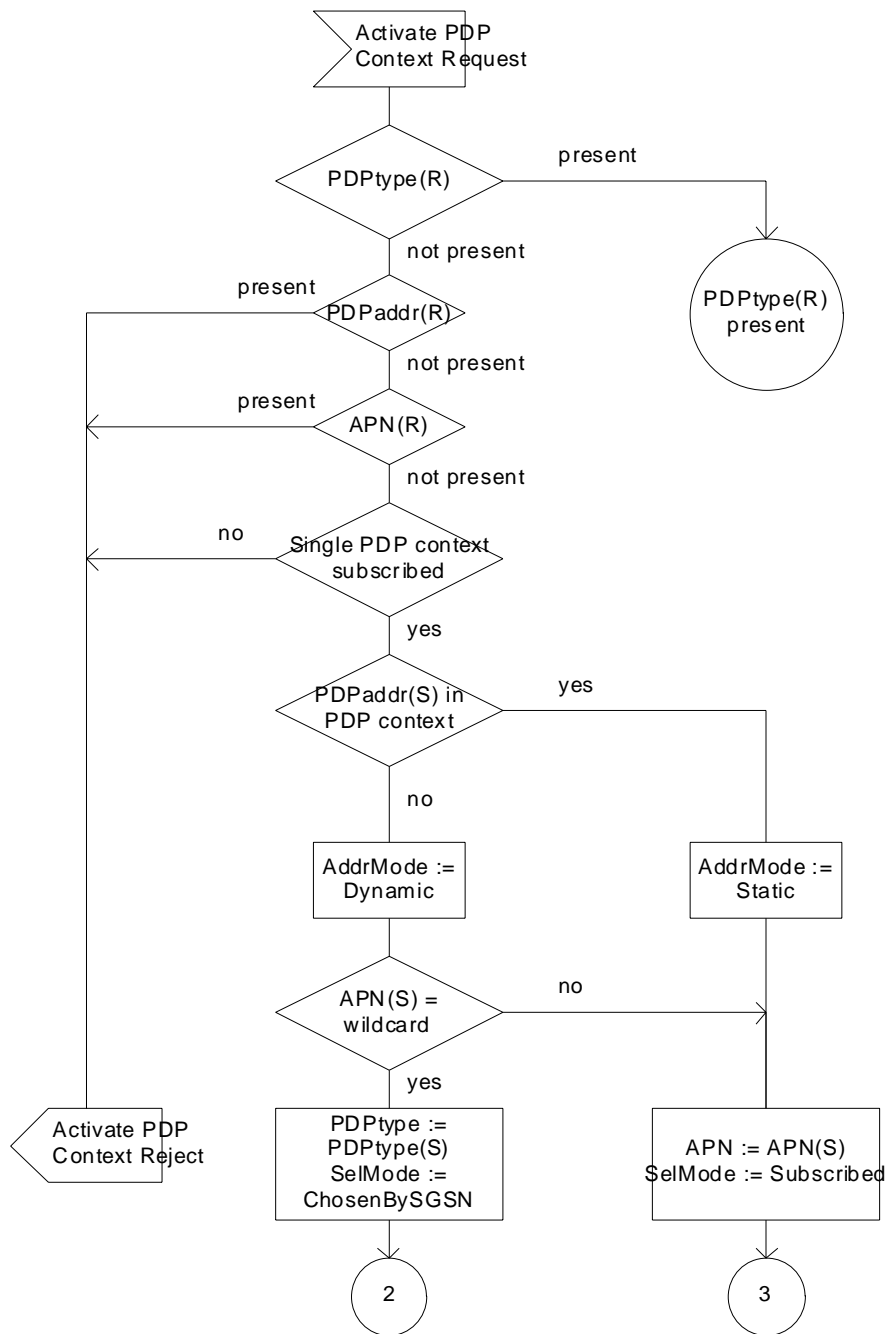 Activate PDP
Context Request
PDPtype(R)
present
not present
PDPtype(R)
present
present
PDPaddr(R)
not present
present
APN(R)
not present
no
Single PDP context
subscribed
yes
PDPaddr(S) in
PDP context
yes
no
AddrMode :=
Dynamic
AddrMode :=
Static
APN(S) =
wildcard
no
yes
Activate PDP
Context Reject
PDPtype :=
PDPtype(S)
SelMode :=
ChosenBySGSN
APN := APN(S)
SelMode := Subscribed
2
3